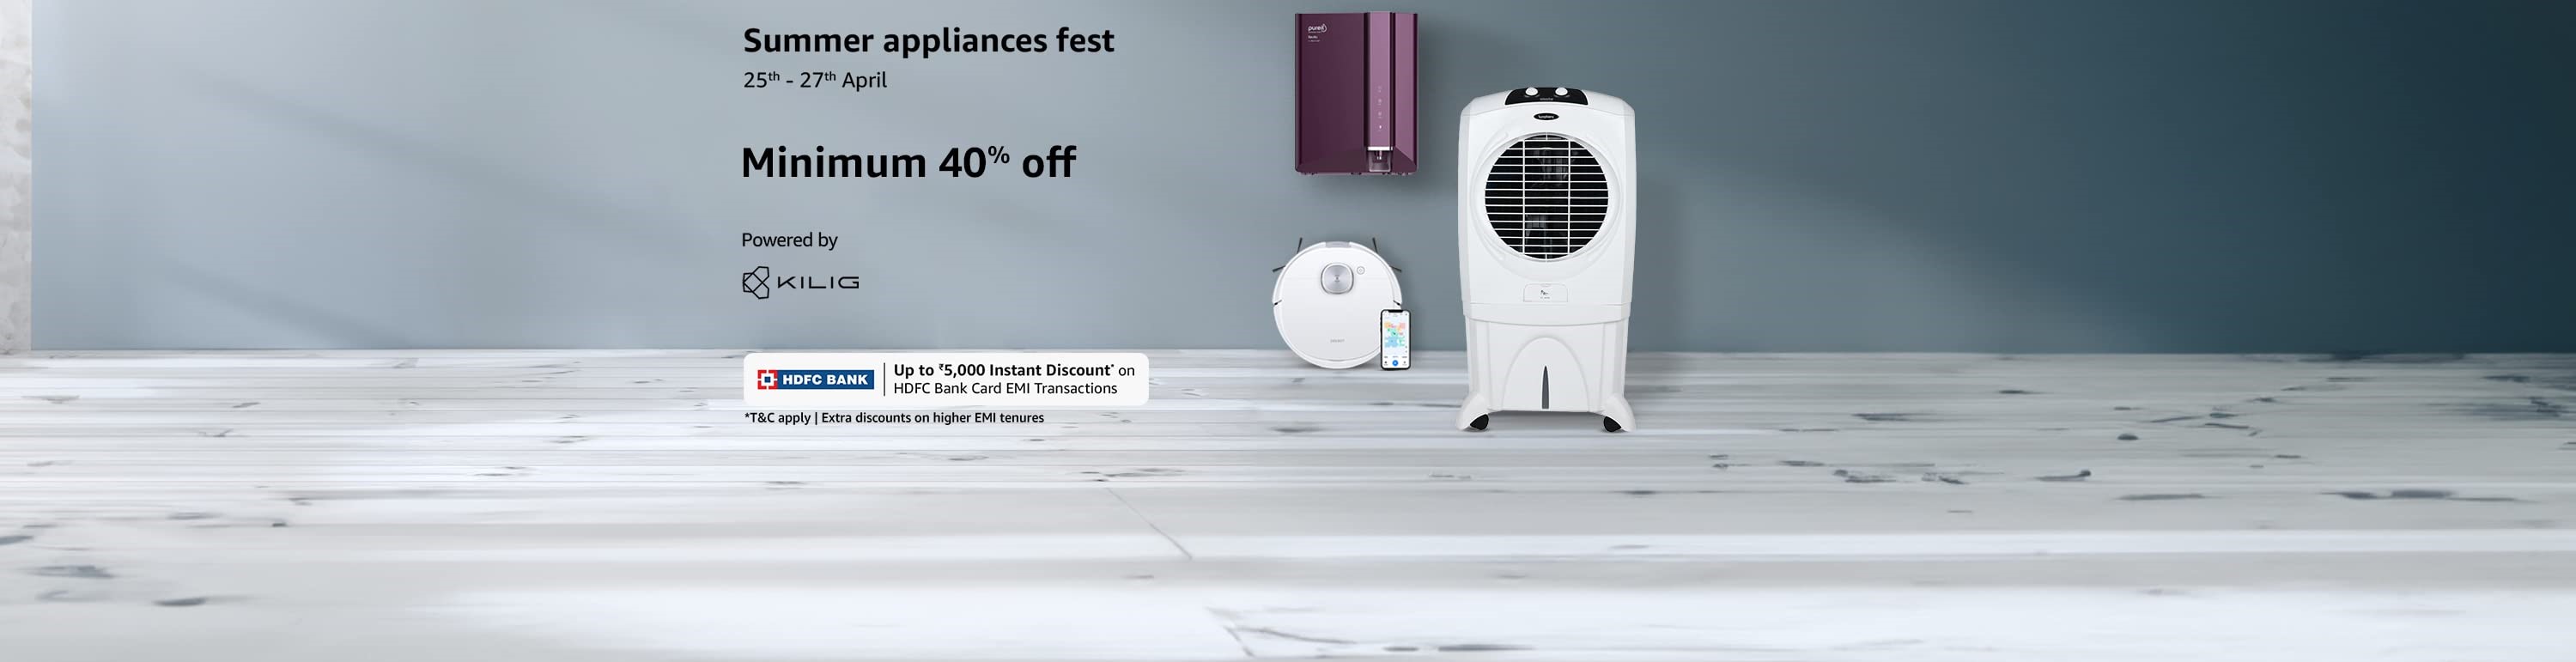 Summer appliances fest
25th - 27th April
Minimum 40% off
Powered by
KILIG
HDFC BANK
Up to ₹5,000 Instant Discount* on
HDFC Bank Card EMI Transactions
*T&C apply | Extra discounts on higher EMI tenures
pureit